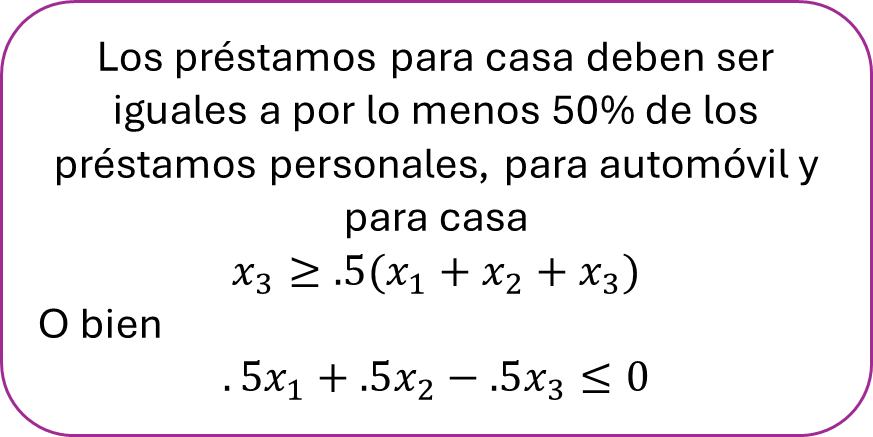 Los préstamos para casa deben ser
iguales a por lo menos 50% de los
préstamos personales, para automóvil y
para casa
x₃ ≥ .5(x₁ + x₂ + x₃)
O bien
. 5x₁ + .5x₂ − .5x₃ ≤ 0